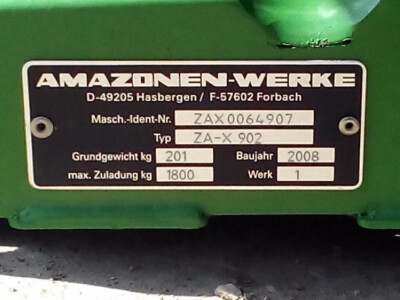 AMAZONEN-WERKE
D-49205 Hasbergen / F-57602 Forbach
Masch.-Ident-Nr. ZAX0064907
Typ ZA-X 902
Grundgewicht kg 201 Baujahr 2008
max. Zuladung kg 1800 Werk 1